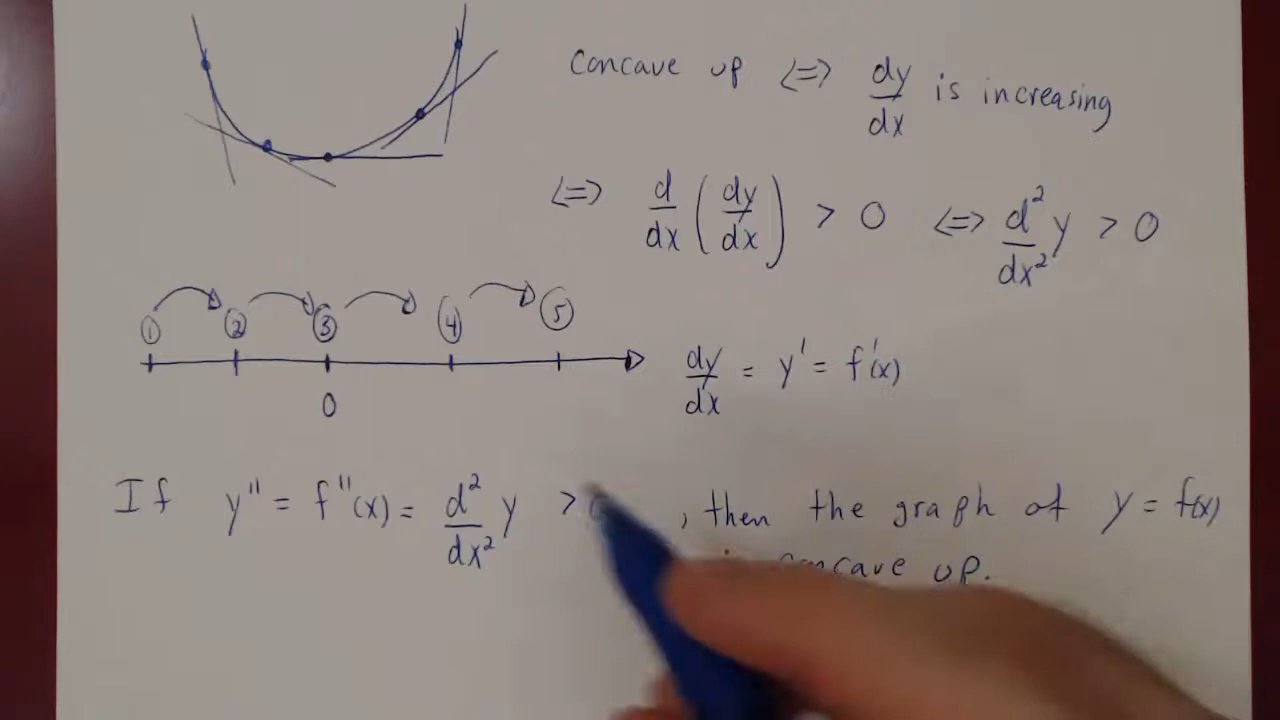 Concave up <=> dy/dx is increasing
<=> d/dx (dy/dx) > 0 <=> d²/dx² y > 0
① ② ③ ④ ⑤
0
dy/dx = y' = f'(x)
If y'' = f''(x) = d²/dx² y > , then the graph of y = f(x)
concave up.